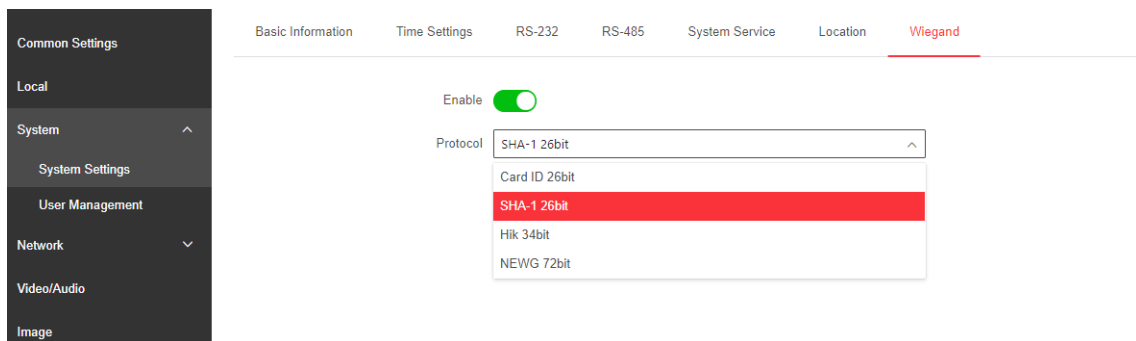 Common Settings
Local
System
System Settings
User Management
Network
Video/Audio
Image
Basic Information Time Settings RS-232 RS-485 System Service Location Wiegand
Enable
Protocol SHA-1 26bit
Card ID 26bit
SHA-1 26bit
Hik 34bit
NEWG 72bit